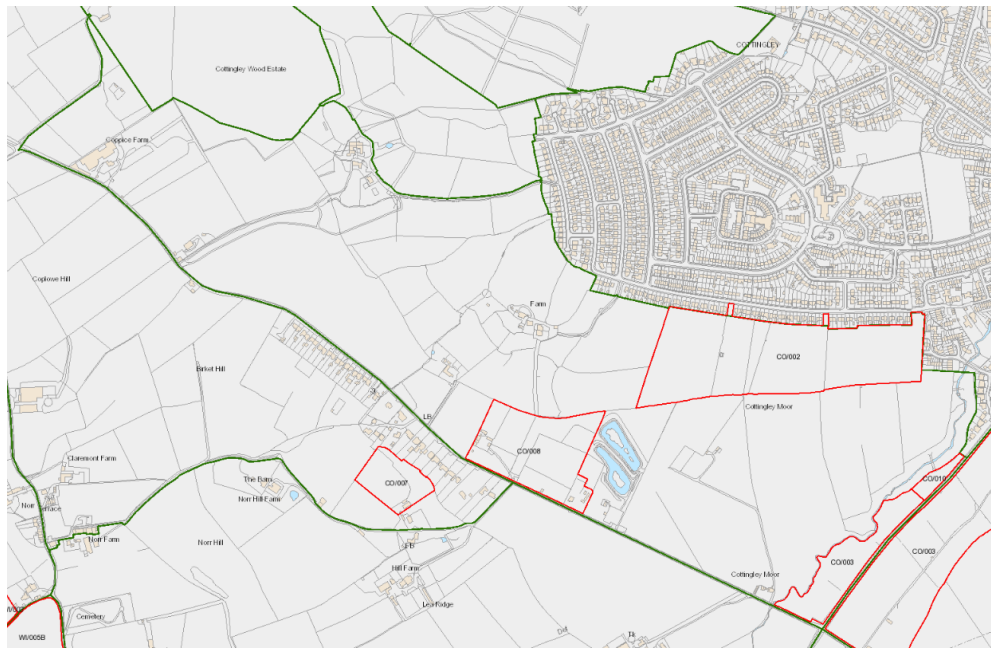 COTTINGLEY
Cottingley Wood Estate
Coppice Farm
Coplowe Hill
Farm
CO/002
Birket Hill
Cottingley Moor
LB
CO/008
Claremont Farm
CO/007
The Barn
CO/010
Norr Hill Farm
Norr Terrace
Norr Farm
Norr Hill
CO/003
CO/003
Hill Farm
Cottingley Moor
Lea Lodge
Cemetery
WI/005B